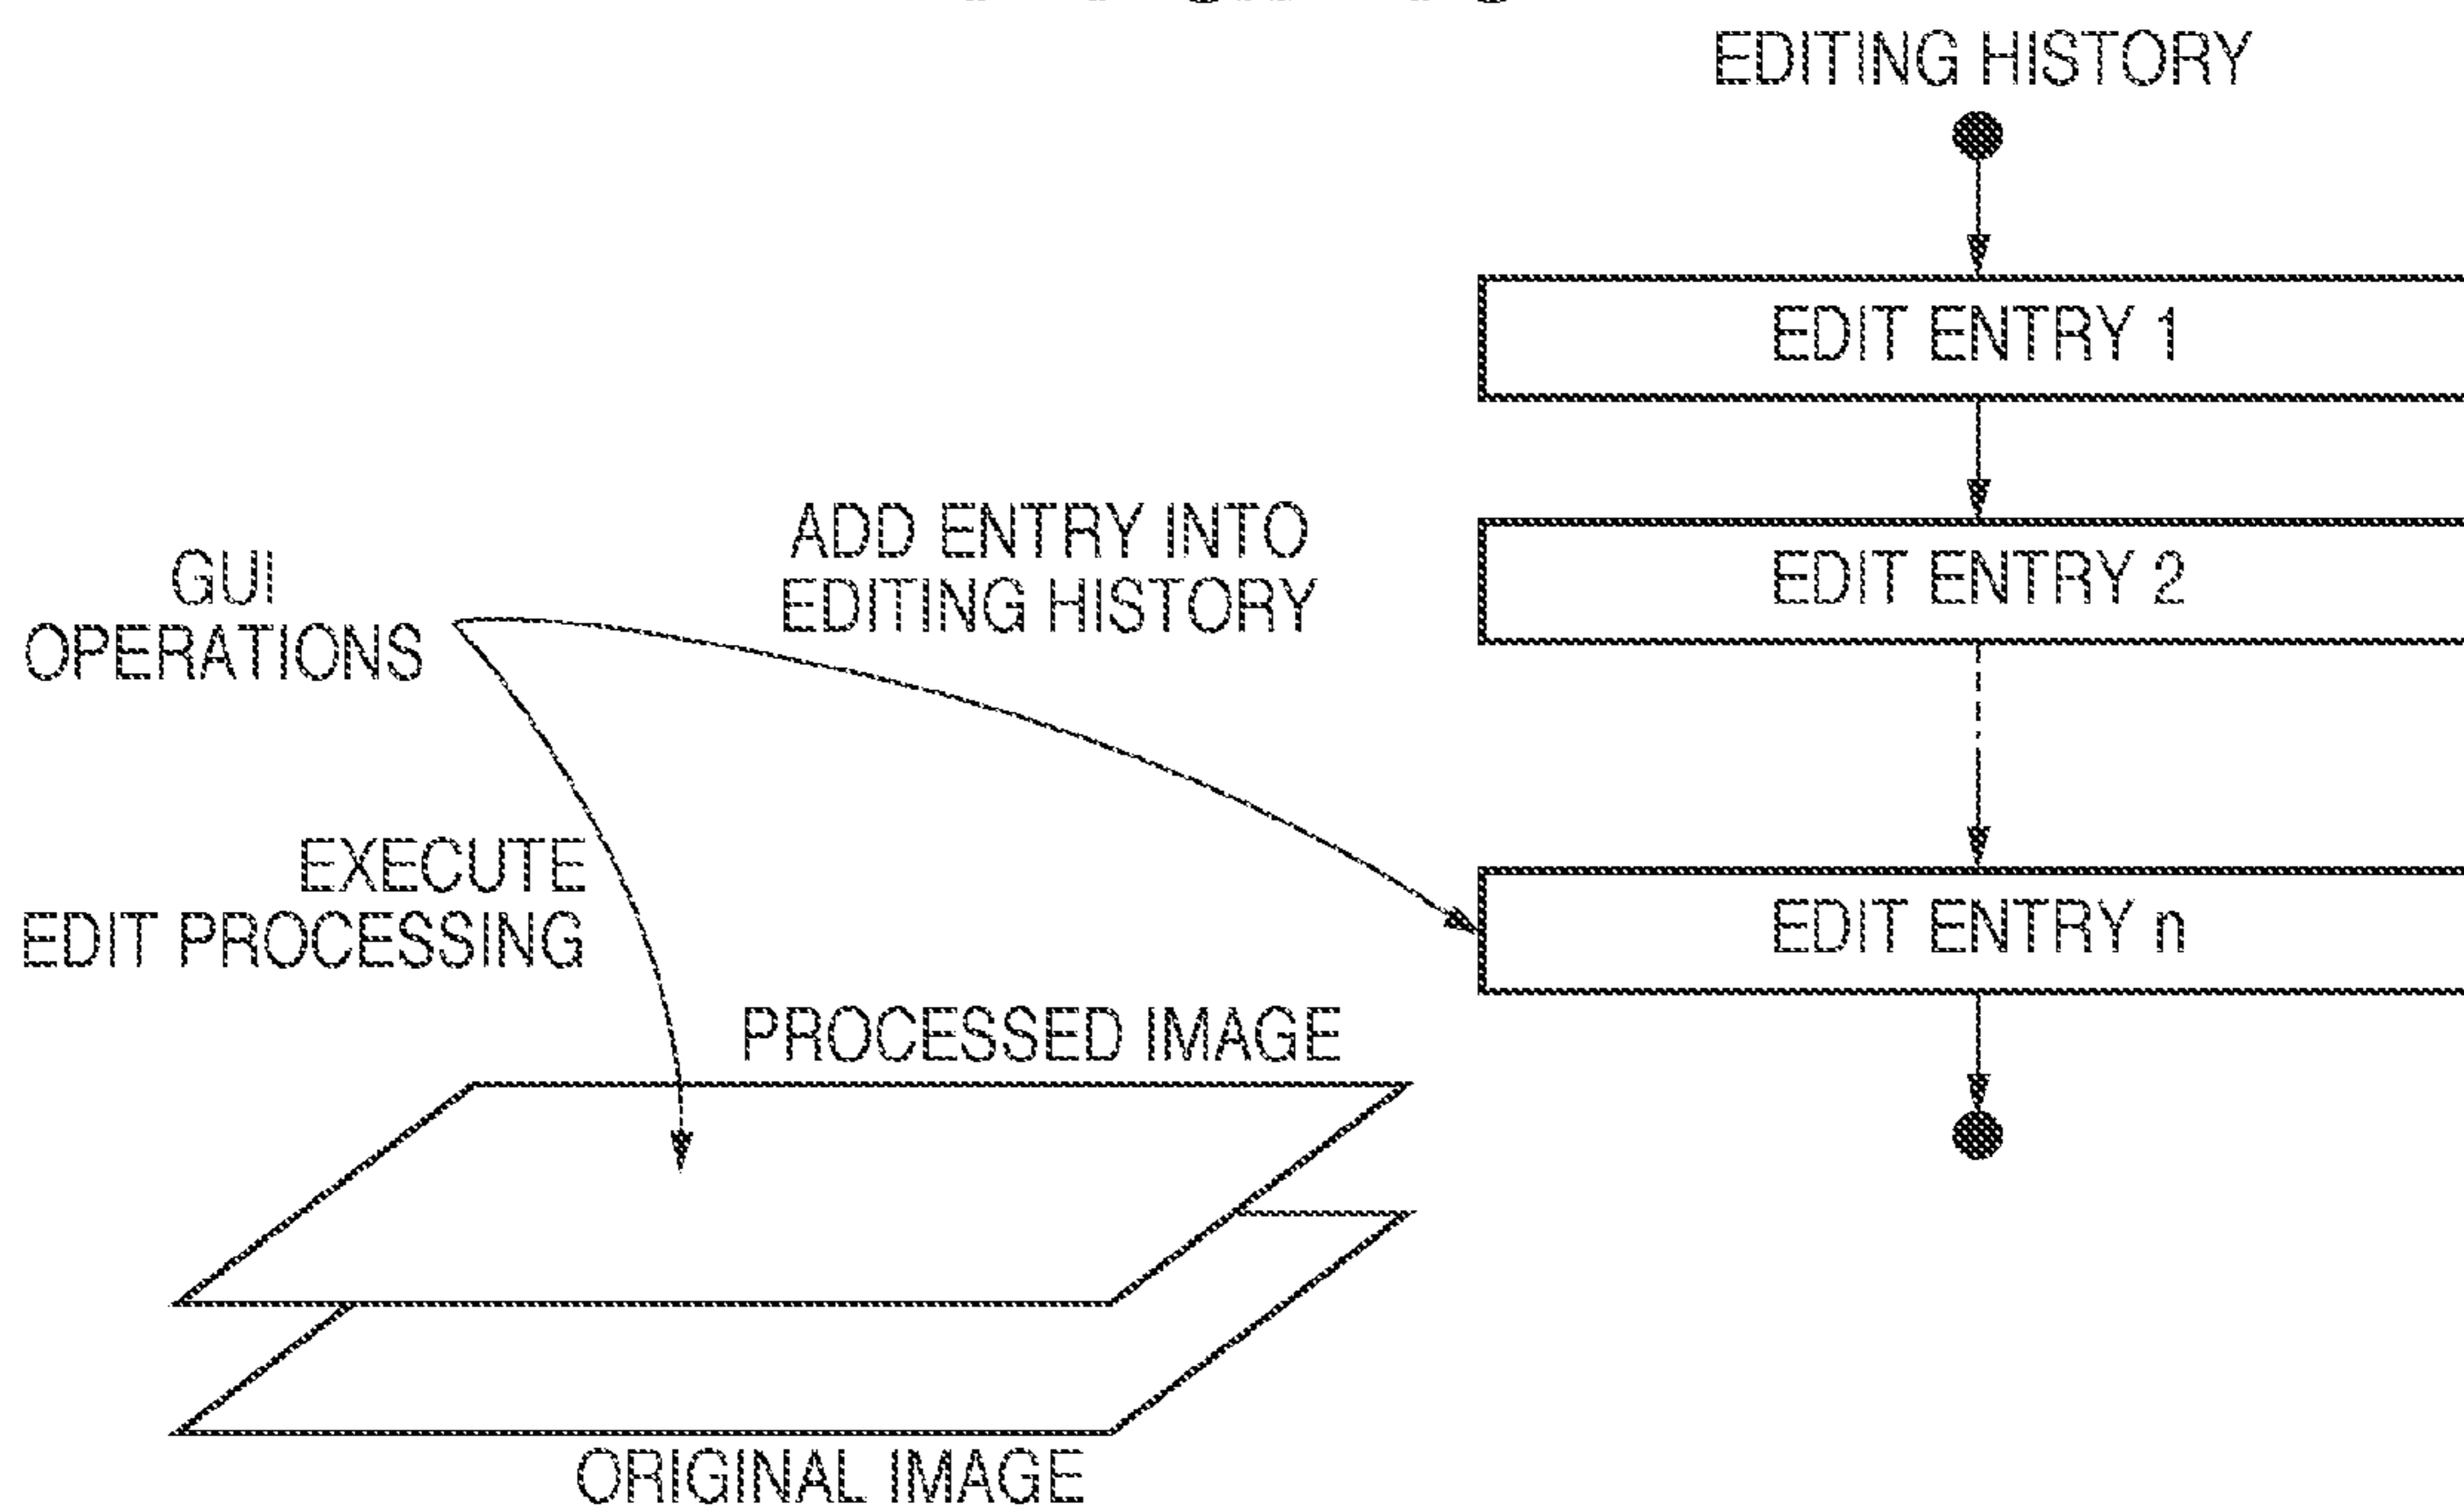 EDITING HISTORY
EDIT ENTRY 1
EDIT ENTRY 2
EDIT ENTRY n
ADD ENTRY INTO
EDITING HISTORY
GUI
OPERATIONS
EXECUTE
EDIT PROCESSING
PROCESSED IMAGE
ORIGINAL IMAGE